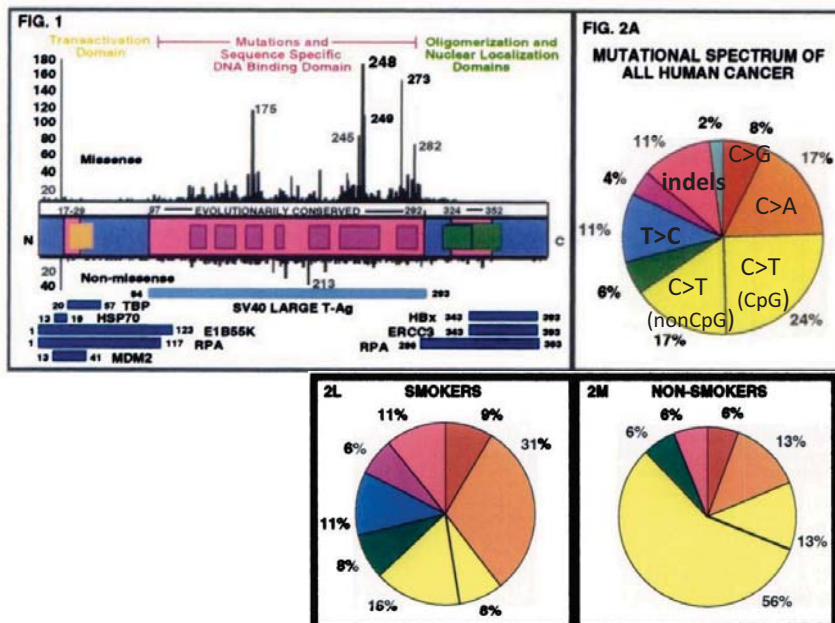 FIG. 1
Transactivation
Domain
Mutations and
Sequence Specific
DNA Binding Domain
Oligomerization and
Nuclear Localization
Domains
180
160
140
120
100
80
60
40
20
175
248
273
249
245
282
Missense
17-29
97
EVOLUTIONARILY CONSERVED
292
324
352
N
C
20
40
Non-missense
213
94
293
SV40 LARGE T-Ag
20
57 TBP
13
19 HSP70
1
123 E1B55K
1
117 RPA
13
41 MDM2
HBx 343
393
ERCC3 343
393
RPA 296
393
FIG. 2A
MUTATIONAL SPECTRUM OF
ALL HUMAN CANCER
2%
8%
11%
17%
4%
11%
6%
17%
24%
C>G
C>A
indels
T>C
C>T
(CpG)
C>T
(nonCpG)
2L
SMOKERS
11%
9%
31%
6%
11%
8%
16%
8%
2M
NON-SMOKERS
6%
6%
6%
13%
13%
56%